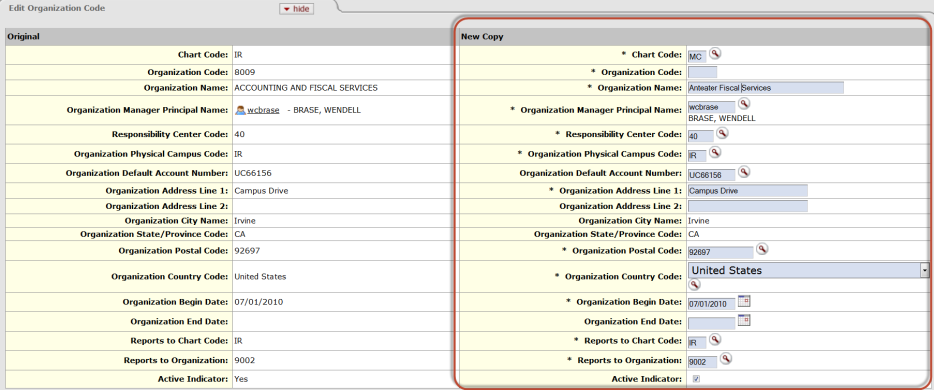 Edit Organization Code
hide
Original
New Copy
Chart Code: IR
* Chart Code: MC
Organization Code: 8009
* Organization Code:
Organization Name: ACCOUNTING AND FISCAL SERVICES
* Organization Name: Anteater Fiscal Services
Organization Manager Principal Name: wcbrase - BRASE, WENDELL
* Organization Manager Principal Name: wcbrase
BRASE, WENDELL
Responsibility Center Code: 40
* Responsibility Center Code: 40
Organization Physical Campus Code: IR
* Organization Physical Campus Code: IR
Organization Default Account Number: UC66156
Organization Default Account Number: UC66156
Organization Address Line 1: Campus Drive
* Organization Address Line 1: Campus Drive
Organization Address Line 2:
Organization Address Line 2:
Organization City Name: Irvine
Organization City Name: Irvine
Organization State/Province Code: CA
Organization State/Province Code: CA
Organization Postal Code: 92697
* Organization Postal Code: 92697
Organization Country Code: United States
* Organization Country Code: United States
Organization Begin Date: 07/01/2010
* Organization Begin Date: 07/01/2010
Organization End Date:
Organization End Date:
Reports to Chart Code: IR
* Reports to Chart Code: IR
Reports to Organization: 9002
* Reports to Organization: 9002
Active Indicator: Yes
Active Indicator: